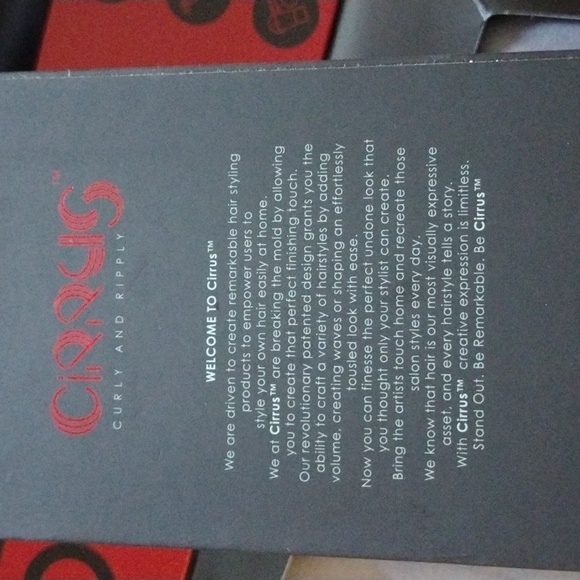 Cirrus™
CURLY AND RIPPLY
WELCOME TO Cirrus™
We are driven to create remarkable hair styling
products to empower users to
style your own hair easily at home.
We at Cirrus™ are breaking the mold by allowing
you to create that perfect finishing touch.
Our revolutionary patented design grants you the
ability to craft a variety of hairstyles by adding
volume, creating waves or shaping an effortlessly
tousled look with ease.
Now you can finesse the perfect undone look that
you thought only your stylist can create.
Bring the artists touch home and recreate those
salon styles every day.
We know that hair is our most visually expressive
asset, and every hairstyle tells a story.
With Cirrus™ creative expression is limitless.
Stand Out. Be Remarkable. Be Cirrus™